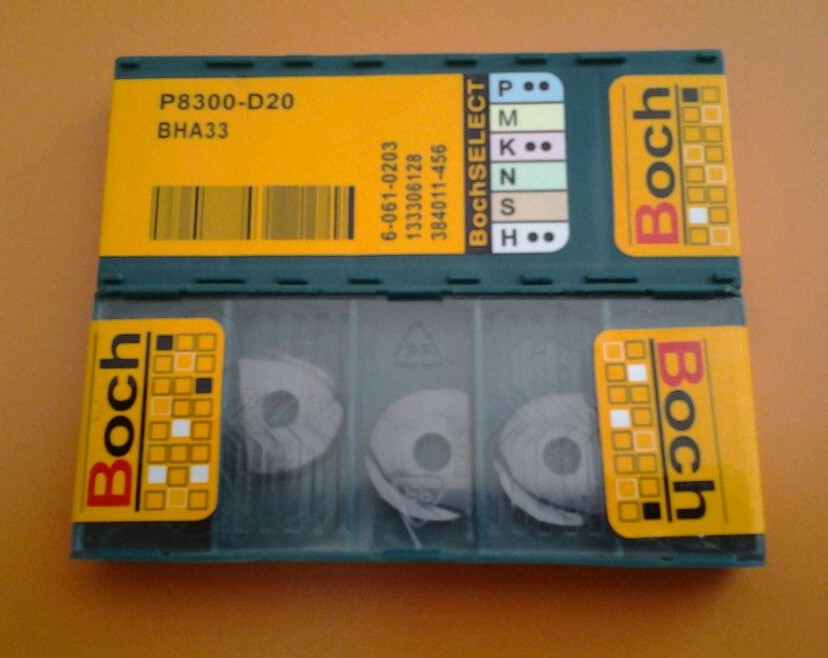 P8300-D20
BHA33
6-061-0203
133306128
384011-456
BochSELECT
P ••
M
K ••
N
S
H ••
Boch
Boch
Boch